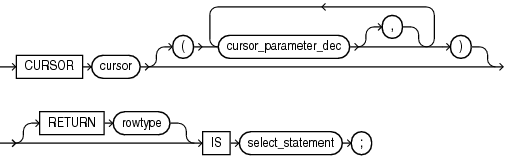 CURSOR cursor ( cursor_parameter_dec , )
RETURN rowtype IS select_statement ;